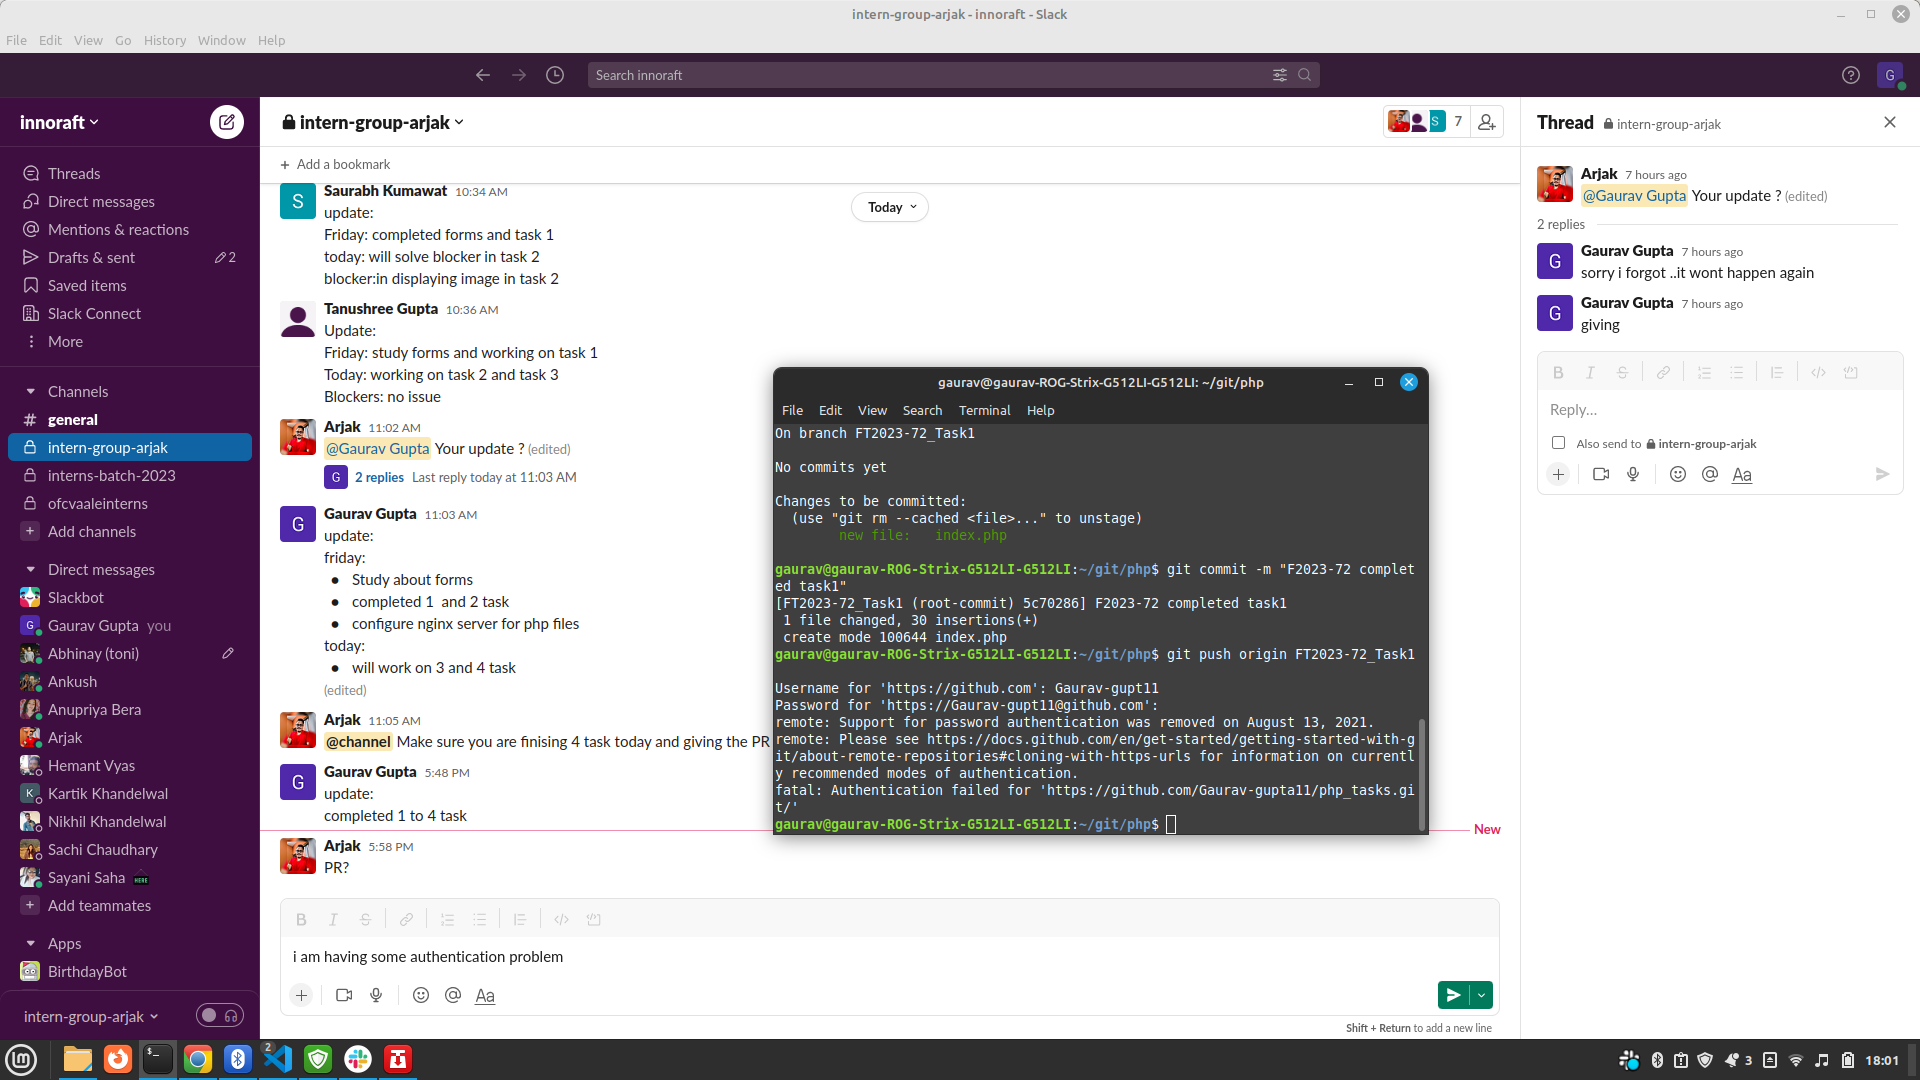 intern-group-arjak - innoraft - Slack
File Edit View Go History Window Help
Search innoraft
G
innoraft
Threads
Direct messages
Mentions & reactions
Drafts & sent 2
Saved items
Slack Connect
More
Channels
# general
intern-group-arjak
interns-batch-2023
ofcvaaleinterns
+ Add channels
Direct messages
Slackbot
G Gaurav Gupta you
Abhinay (toni)
Ankush
Anupriya Bera
Arjak
Hemant Vyas
K Kartik Khandelwal
Nikhil Khandelwal
Sachi Chaudhary
Sayani Saha HERE
+ Add teammates
Apps
BirthdayBot
intern-group-arjak
intern-group-arjak
S 7
+ Add a bookmark
Today
S Saurabh Kumawat 10:34 AM
update:
Friday: completed forms and task 1
today: will solve blocker in task 2
blocker:in displaying image in task 2
Tanushree Gupta 10:36 AM
Update:
Friday: study forms and working on task 1
Today: working on task 2 and task 3
Blockers: no issue
Arjak 11:02 AM
@Gaurav Gupta Your update ? (edited)
G 2 replies Last reply today at 11:03 AM
G Gaurav Gupta 11:03 AM
update:
friday:
• Study about forms
• completed 1 and 2 task
• configure nginx server for php files
today:
• will work on 3 and 4 task
(edited)
Arjak 11:05 AM
@channel Make sure you are finising 4 task today and giving the PR
G Gaurav Gupta 5:48 PM
update:
completed 1 to 4 task
New
Arjak 5:58 PM
PR?
B I S
i am having some authentication problem
+ Aa
Shift + Return to add a new line
gaurav@gaurav-ROG-Strix-G512LI-G512LI: ~/git/php
File Edit View Search Terminal Help
On branch FT2023-72_Task1
No commits yet
Changes to be committed:
(use "git rm --cached <file>..." to unstage)
new file: index.php
gaurav@gaurav-ROG-Strix-G512LI-G512LI:~/git/php$ git commit -m "F2023-72 complet
ed task1"
[FT2023-72_Task1 (root-commit) 5c70286] F2023-72 completed task1
1 file changed, 30 insertions(+)
create mode 100644 index.php
gaurav@gaurav-ROG-Strix-G512LI-G512LI:~/git/php$ git push origin FT2023-72_Task1
Username for 'https://github.com': Gaurav-gupt11
Password for 'https://Gaurav-gupt11@github.com':
remote: Support for password authentication was removed on August 13, 2021.
remote: Please see https://docs.github.com/en/get-started/getting-started-with-g
it/about-remote-repositories#cloning-with-https-urls for information on currentl
y recommended modes of authentication.
fatal: Authentication failed for 'https://github.com/Gaurav-gupta11/php_tasks.gi
t/'
gaurav@gaurav-ROG-Strix-G512LI-G512LI:~/git/php$
Thread intern-group-arjak
Arjak 7 hours ago
@Gaurav Gupta Your update ? (edited)
2 replies
G Gaurav Gupta 7 hours ago
sorry i forgot ..it wont happen again
G Gaurav Gupta 7 hours ago
giving
B I S
Reply...
Also send to intern-group-arjak
+ Aa
2
3
18:01